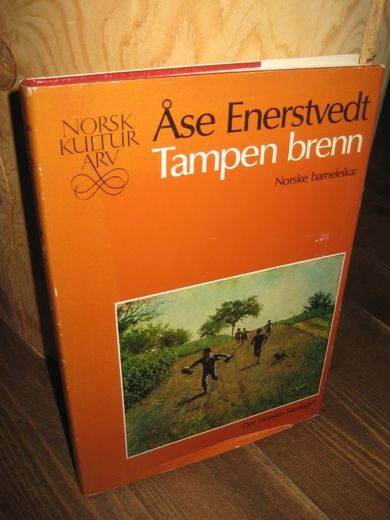 NORSK
KULTUR
ARV
Åse Enerstvedt
Tampen brenn
Norske barneleikar
Det Norske Samlaget